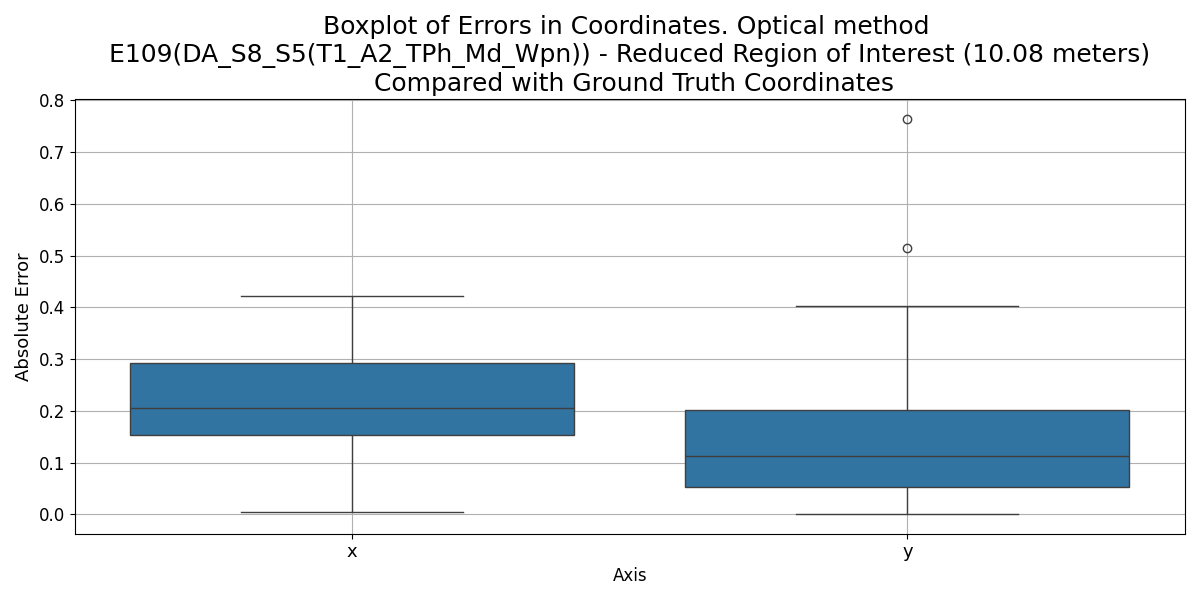 Boxplot of Errors in Coordinates. Optical method
E109(DA_S8_S5(T1_A2_TPh_Md_Wpn)) - Reduced Region of Interest (10.08 meters)
Compared with Ground Truth Coordinates
0.8
0.7
0.6
0.5
0.4
0.3
0.2
0.1
0.0
Absolute Error
x
y
Axis